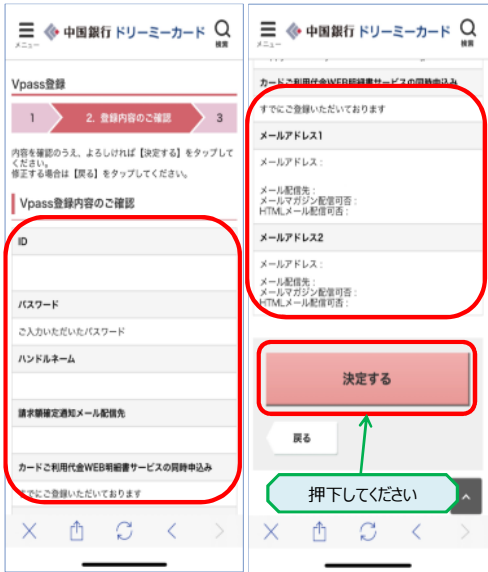 メニュー
中国銀行 ドリーミーカード
検索
Vpass登録
1
2. 登録内容のご確認
3
内容を確認のうえ、よろしければ【決定する】をタップして
ください。
修正する場合は【戻る】をタップしてください。
Vpass登録内容のご確認
ID
パスワード
ご入力いただいたパスワード
ハンドルネーム
請求額確定通知メール配信先
カードご利用代金WEB明細書サービスの同時申込み
すでにご登録いただいております
メニュー
中国銀行 ドリーミーカード
検索
カードご利用代金WEB明細書サービスの同時申込み
すでにご登録いただいております
メールアドレス1
メールアドレス：
メール配信先：
メールマガジン配信可否：
HTMLメール配信可否：
メールアドレス2
メールアドレス：
メール配信先：
メールマガジン配信可否：
HTMLメール配信可否：
決定する
戻る
押下してください